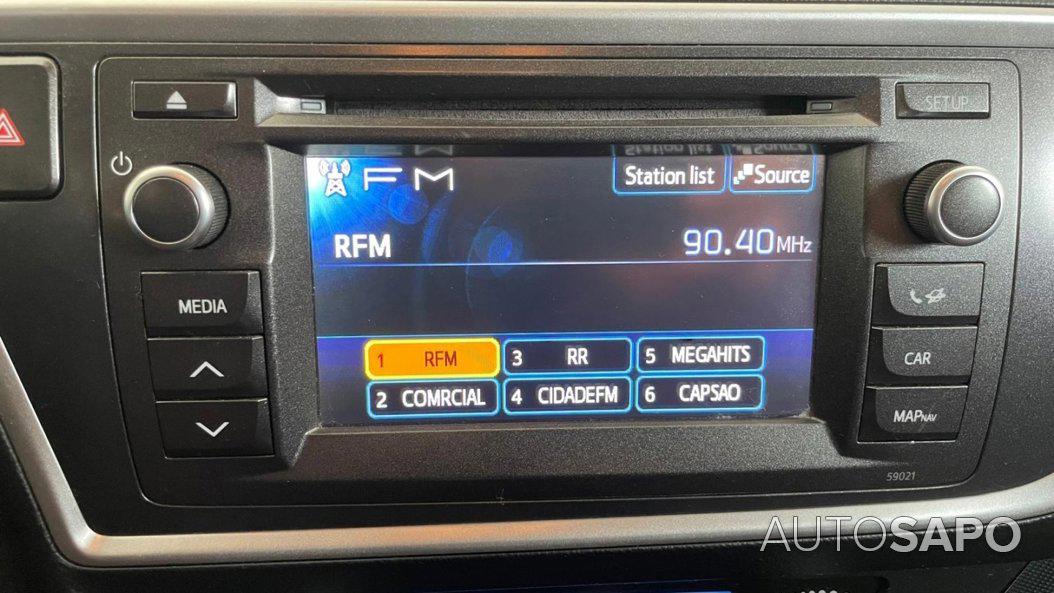 SETUP
FM
Station list
Source
RFM
90.40MHz
MEDIA
CAR
MAPNAV
1 RFM
3 RR
5 MEGAHITS
2 COMRCIAL
4 CIDADEFM
6 CAPSAO
59021
AUTOSAPO